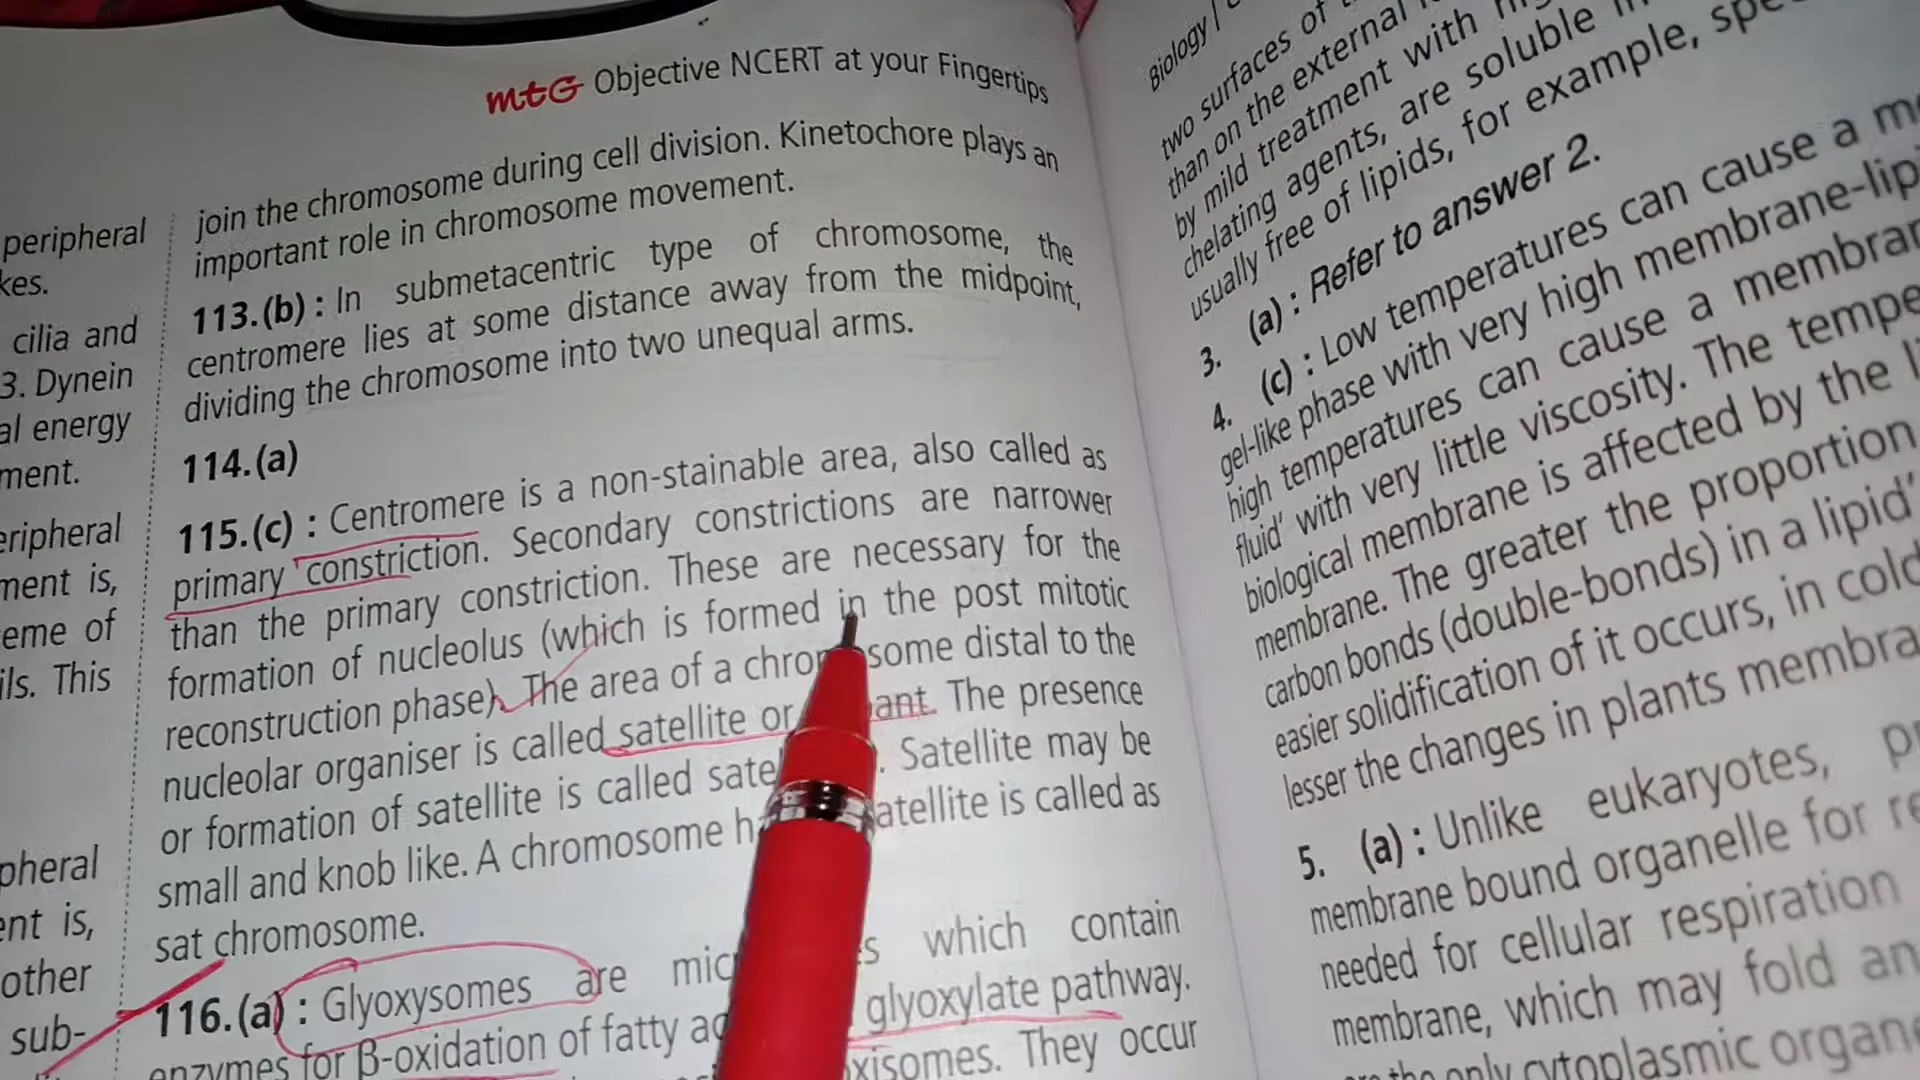 mtG Objective NCERT at your Fingertips
peripheral
kes.
cilia and
3. Dynein
al energy
ment.
eripheral
ment is,
eme of
ils. This
pheral
ent is,
other
sub-
join the chromosome during cell division. Kinetochore plays an
important role in chromosome movement.
113.(b) : In submetacentric type of chromosome, the
centromere lies at some distance away from the midpoint,
dividing the chromosome into two unequal arms.
114.(a)
115.(c) : Centromere is a non-stainable area, also called as
primary constriction. Secondary constrictions are narrower
than the primary constriction. These are necessary for the
formation of nucleolus (which is formed in the post mitotic
reconstruction phase). The area of a chro some distal to the
nucleolar organiser is called satellite or ant. The presence
or formation of satellite is called sate . Satellite may be
small and knob like. A chromosome ha atellite is called as
sat chromosome.
116.(a) : Glyoxysomes are mic s which contain
enzymes for β-oxidation of fatty ac glyoxylate pathway.
xisomes. They occur
Biology |
two surfaces of
than on the external
by mild treatment with
chelating agents, are soluble
usually free of lipids, for example, spe
3. (a) : Refer to answer 2.
4. (c) : Low temperatures can cause a me
gel-like phase with very high membrane-lip
high temperatures can cause a membran
fluid' with very little viscosity. The tempe
biological membrane is affected by the li
membrane. The greater the proportion
carbon bonds (double-bonds) in a lipid'
easier solidification of it occurs, in cold
lesser the changes in plants membra
5. (a) : Unlike eukaryotes, pr
membrane bound organelle for re
needed for cellular respiration
membrane, which may fold an
the only cytoplasmic organe